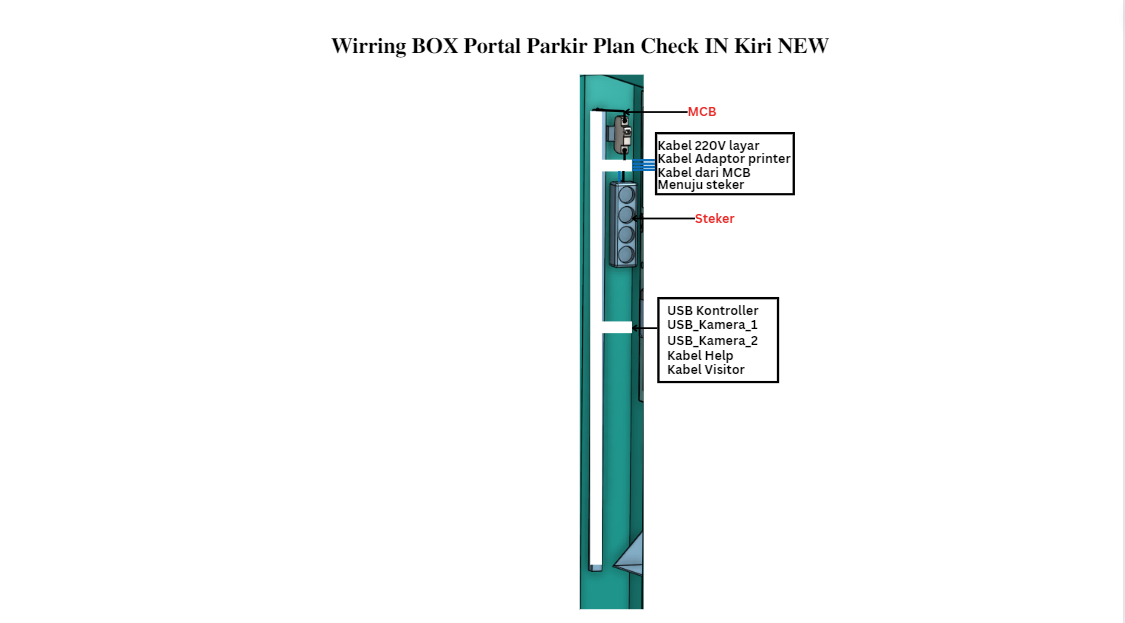 Wirring BOX Portal Parkir Plan Check IN Kiri NEW
MCB
Kabel 220V layar
Kabel Adaptor printer
Kabel dari MCB
Menuju steker
Steker
USB Kontroller
USB_Kamera_1
USB_Kamera_2
Kabel Help
Kabel Visitor